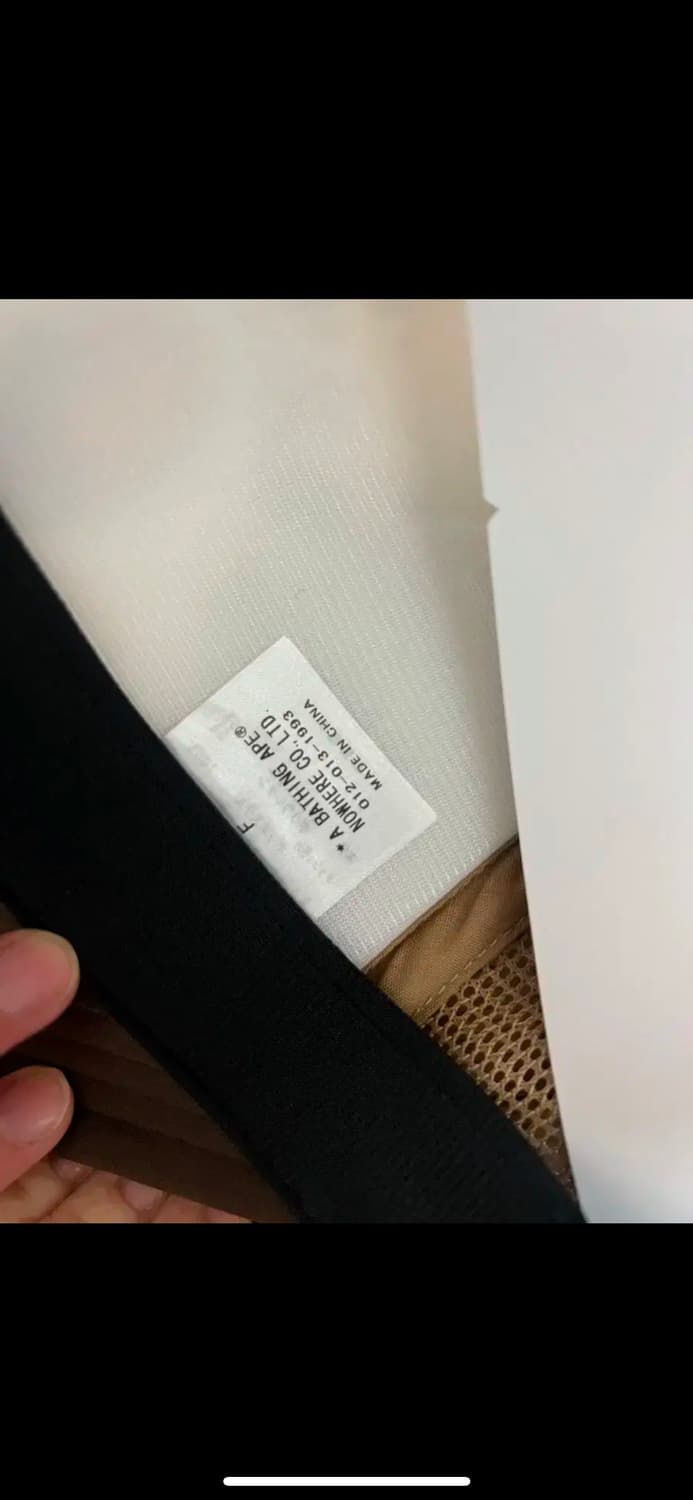 ★ A BATHING APE®
NOWHERE CO., LTD.
012-013-1993
MADE IN CHINA
F